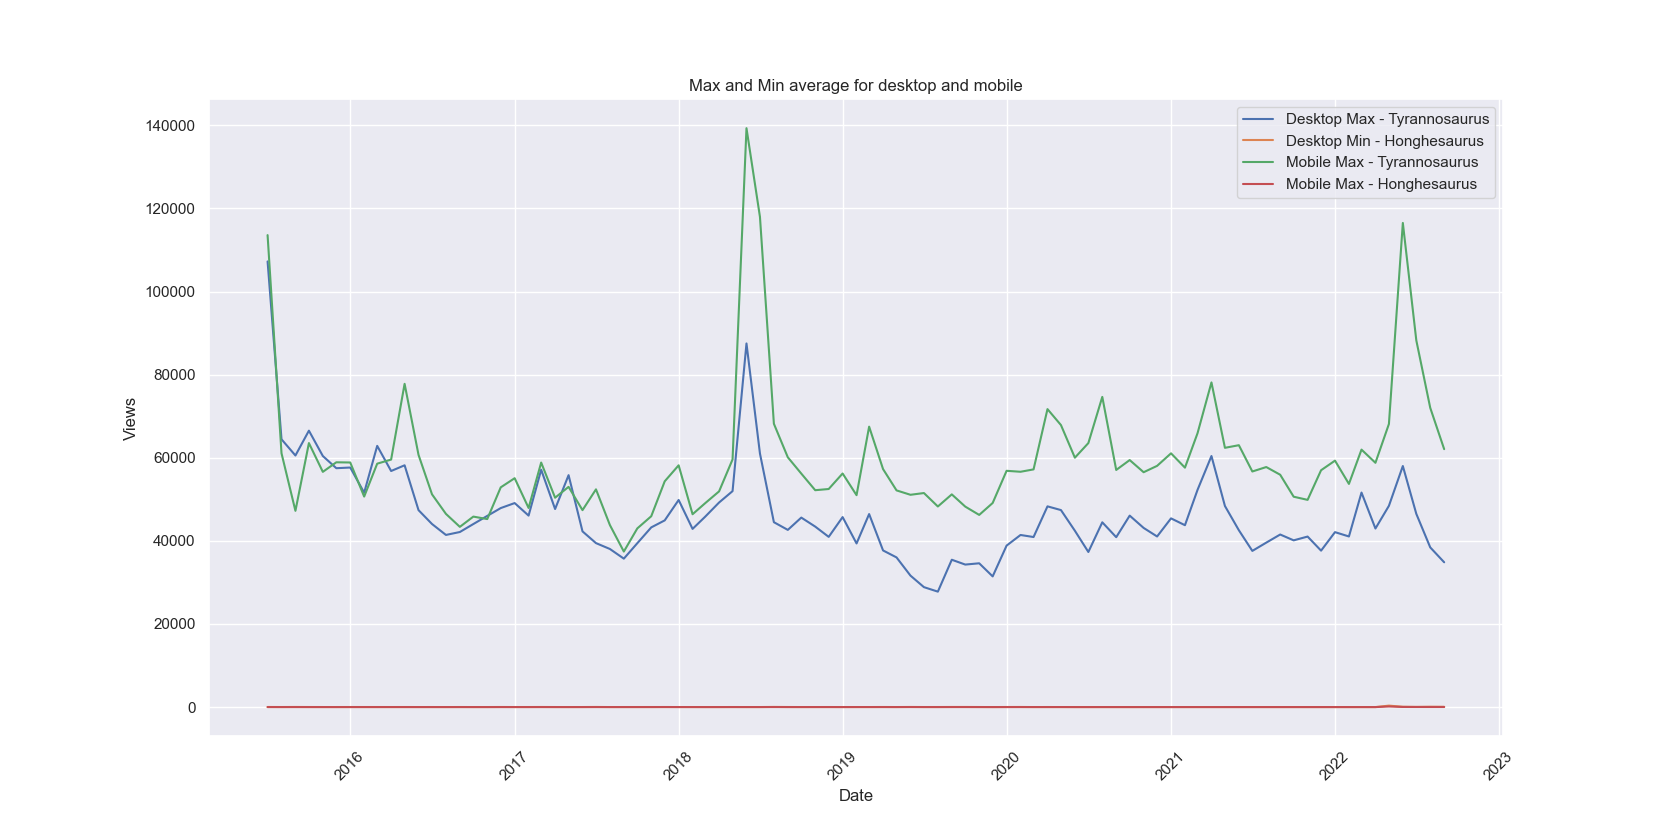 Max and Min average for desktop and mobile
Desktop Max - Tyrannosaurus
Desktop Min - Honghesaurus
Mobile Max - Tyrannosaurus
Mobile Max - Honghesaurus
140000
120000
100000
80000
60000
40000
20000
0
Views
2016
2017
2018
2019
2020
2021
2022
2023
Date